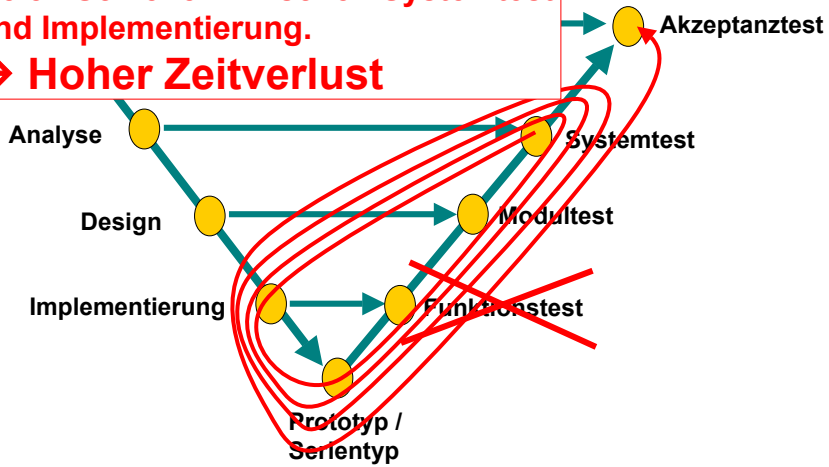 nd Implementierung.
→ Hoher Zeitverlust
Akzeptanztest
Analyse
Systemtest
Design
Modultest
Implementierung
Funktionstest
Prototyp /
Serientyp